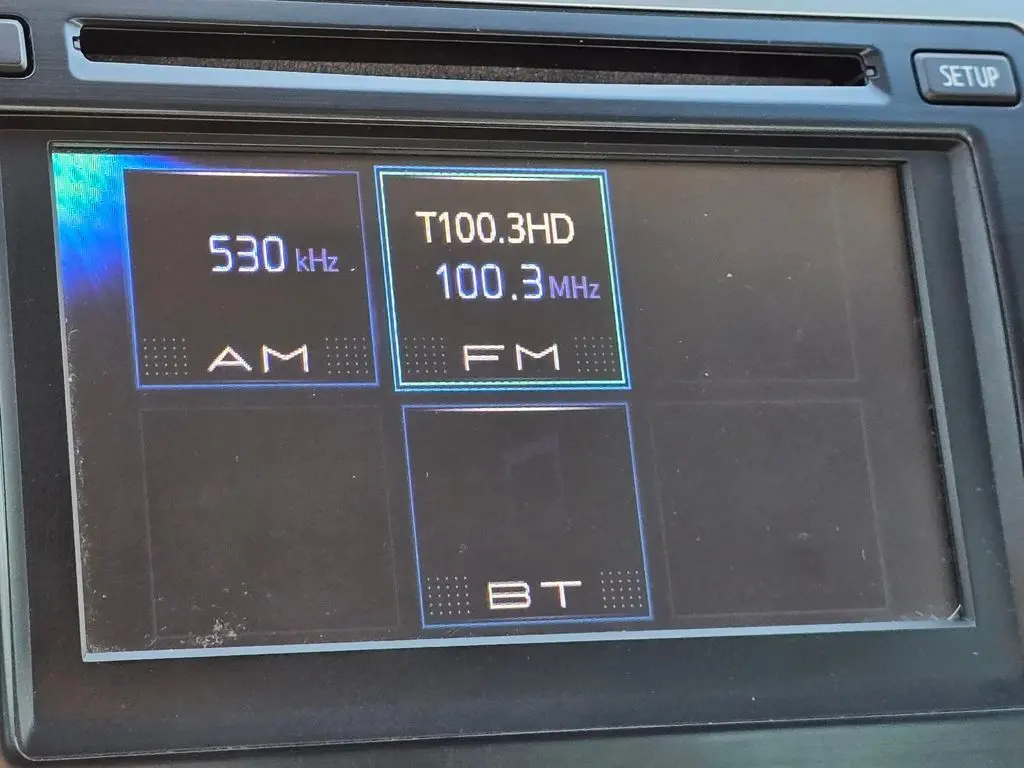 SETUP
530 kHz
AM
T100.3HD
100.3 MHz
FM
BT